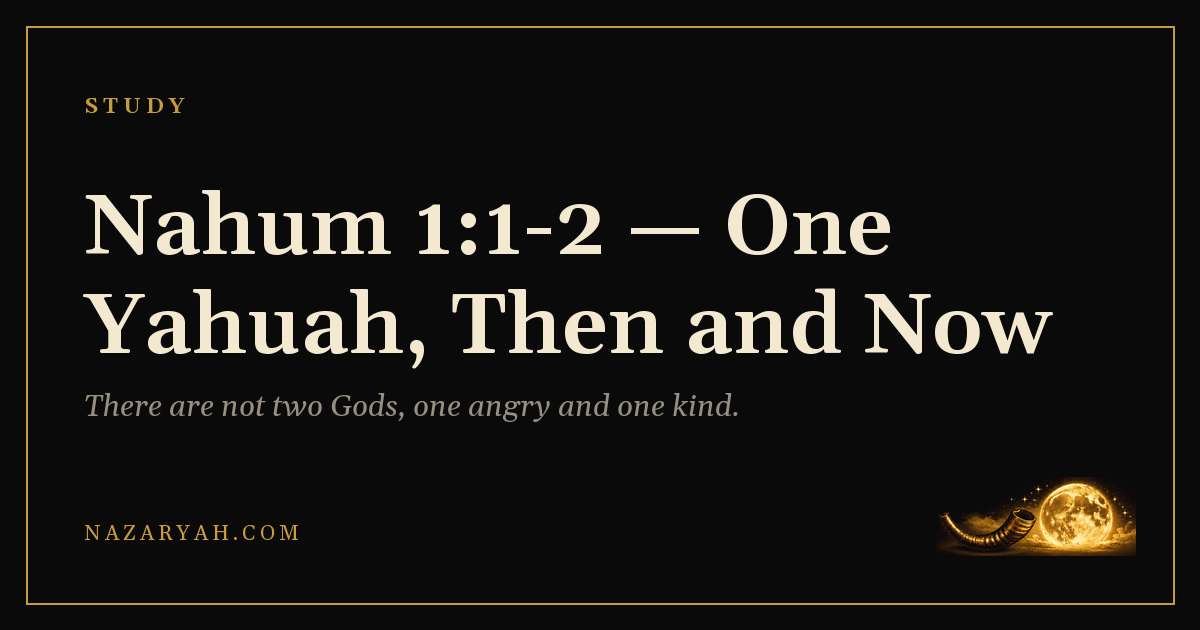 STUDY
Nahum 1:1-2 — One
Yahuah, Then and Now
There are not two Gods, one angry and one kind.
NAZARYAH.COM